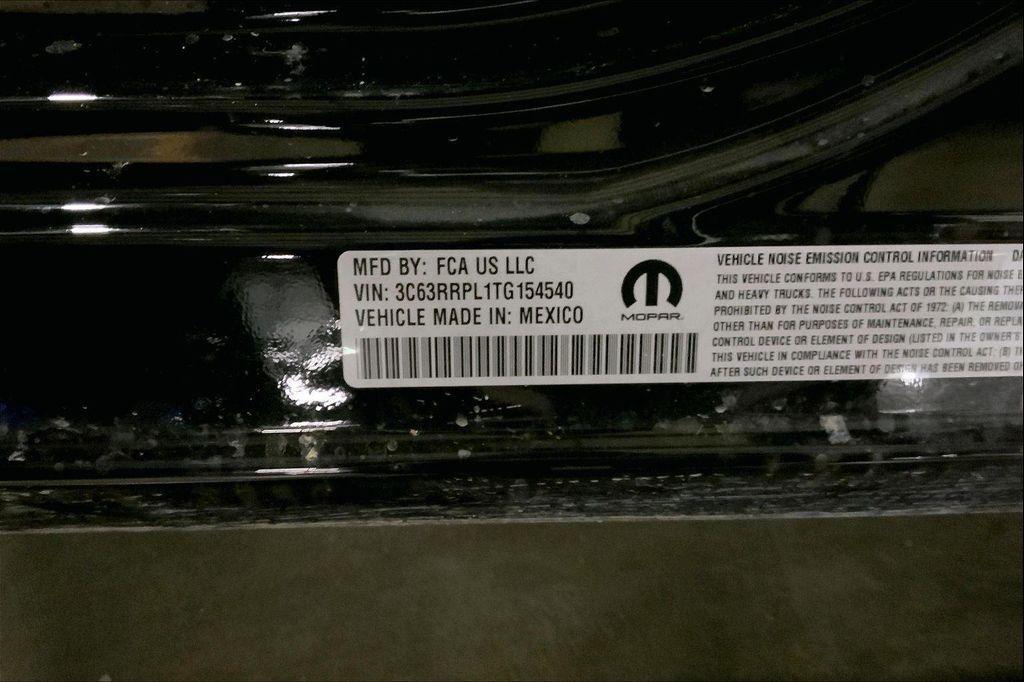 MFD BY: FCA US LLC
VIN: 3C63RRPL1TG154540
VEHICLE MADE IN: MEXICO
MOPAR
VEHICLE NOISE EMISSION CONTROL INFORMATION
THIS VEHICLE CONFORMS TO U.S. EPA REGULATIONS FOR NOISE
AND HEAVY TRUCKS. THE FOLLOWING ACTS OR THE CAUSING
PROHIBITED BY THE NOISE CONTROL ACT OF 1972: (A) THE
OTHER THAN FOR PURPOSES OF MAINTENANCE, REPAIR, OR
CONTROL DEVICE OR ELEMENT OF DESIGN (LISTED IN THE OWNER'S
THIS VEHICLE IN COMPLIANCE WITH THE NOISE CONTROL ACT; (B)
AFTER SUCH DEVICE OR ELEMENT OF DESIGN HAS BEEN REMOVED